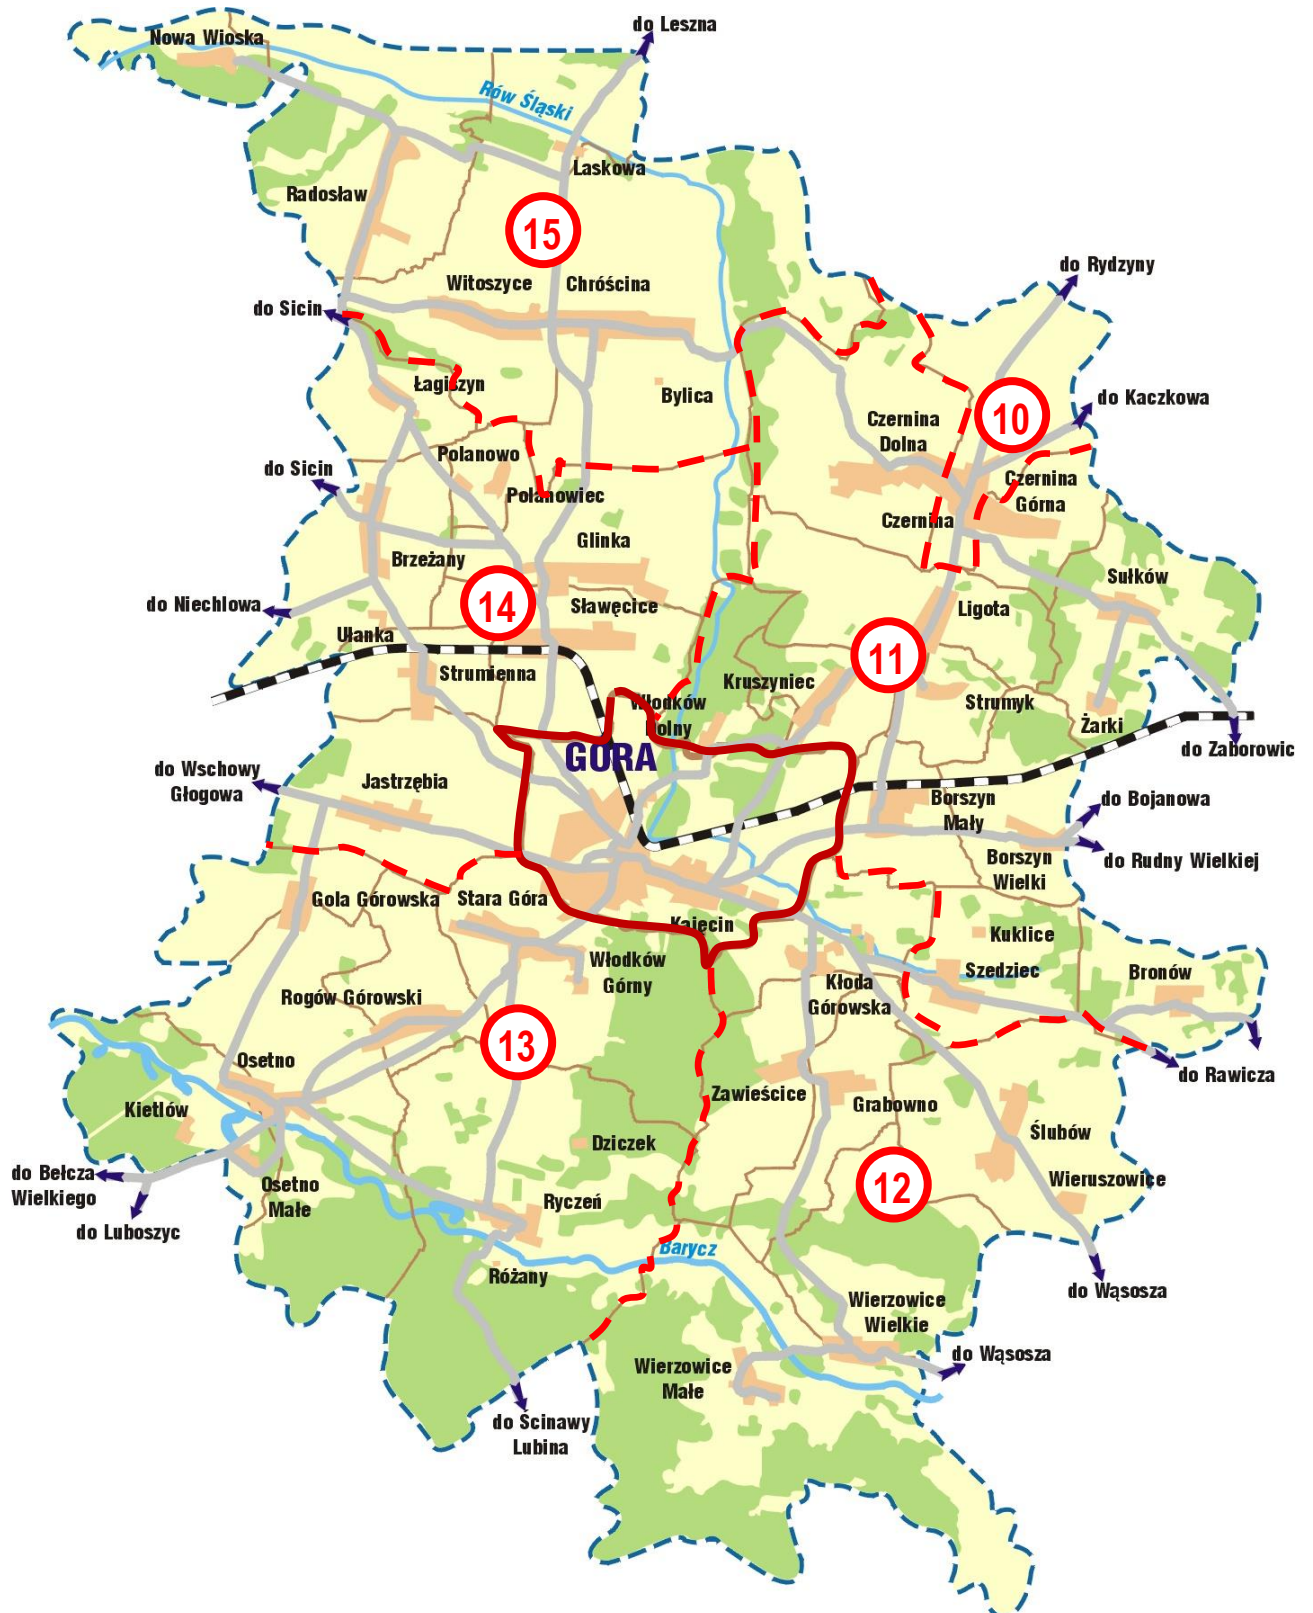 do Leszna
Nowa Wioska
Rów Śląski
Laskowa
Radosław
15
Witoszyce
Chróścina
do Rydzyny
do Sicin
Łagiszyn
Bylica
do Kaczkowa
10
Czernina
Dolna
Polanowo
do Sicin
Połanowiec
Czernina
Górna
Czernina
Glinka
Brzeżany
Sułków
do Niechlowa
14
Sławęcice
Ligota
Ułanka
11
Strumienna
Kruszyniec
Włodków
Dolny
Strumyk
Żarki
do Zaborowic
GÓRA
do Wschowy
Głogowa
Jastrzębia
Borszyn
Mały
do Bojanowa
do Rudny Wielkiej
Borszyn
Wielki
Gola Górowska
Stara Góra
Kajęcin
Kuklice
Włodków
Górny
Szedziec
Bronów
Kłoda
Górowska
Rogów Górowski
13
Osetno
do Rawicza
Kietlów
Zawieścice
Grabowno
Ślubów
Dziczek
do Bełcza
Wielkiego
Osetno
Małe
12
Wieruszowice
Ryczeń
do Luboszyc
Barycz
Różany
do Wąsosza
Wierzowice
Wielkie
do Wąsosza
Wierzowice
Małe
do Ścinawy
Lubina